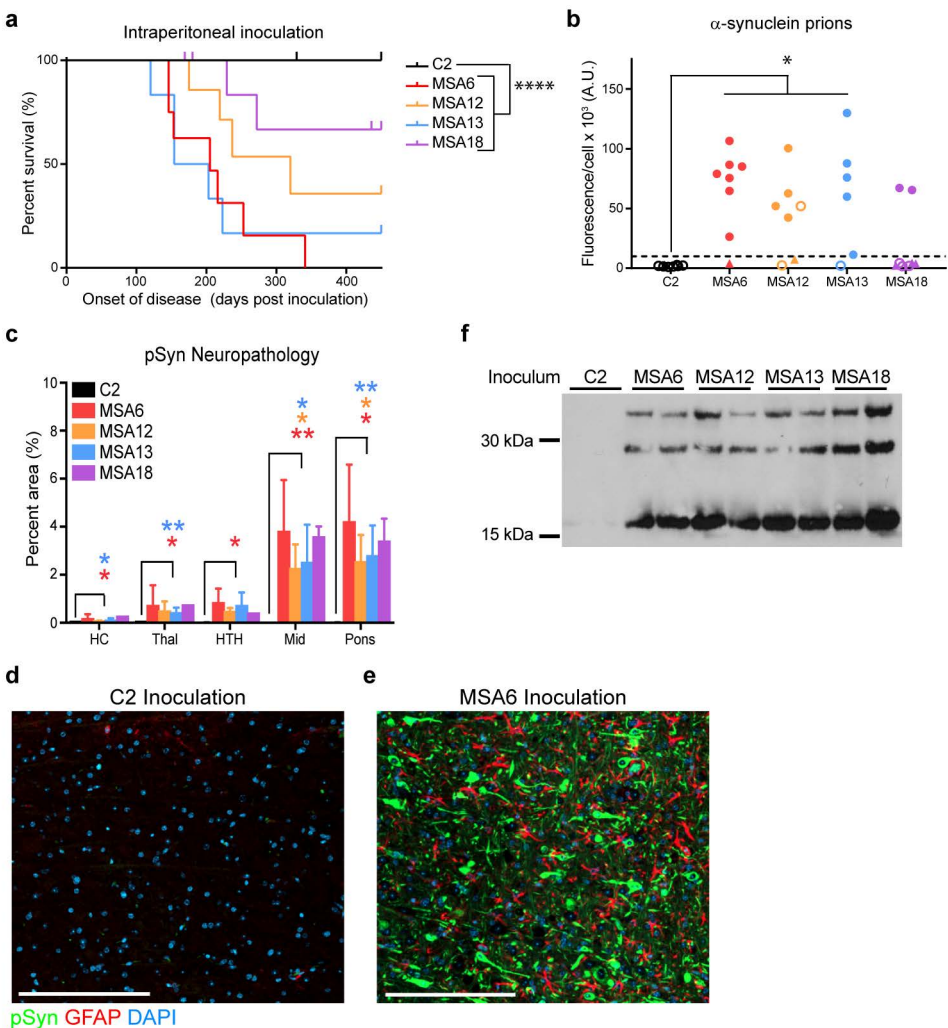 a
Intraperitoneal inoculation
Percent survival (%)
100
50
0
0 100 200 300 400
Onset of disease (days post inoculation)
C2
MSA6
MSA12
MSA13
MSA18
****
b
α-synuclein prions
Fluorescence/cell x 10³ (A.U.)
150
100
50
0
*
C2 MSA6 MSA12 MSA13 MSA18
c
pSyn Neuropathology
Percent area (%)
10
8
6
4
2
0
C2
MSA6
MSA12
MSA13
MSA18
*
*
**
*
*
*
*
**
**
*
*
HC Thal HTH Mid Pons
f
Inoculum C2 MSA6 MSA12 MSA13 MSA18
30 kDa
15 kDa
d
C2 Inoculation
e
MSA6 Inoculation
pSyn GFAP DAPI